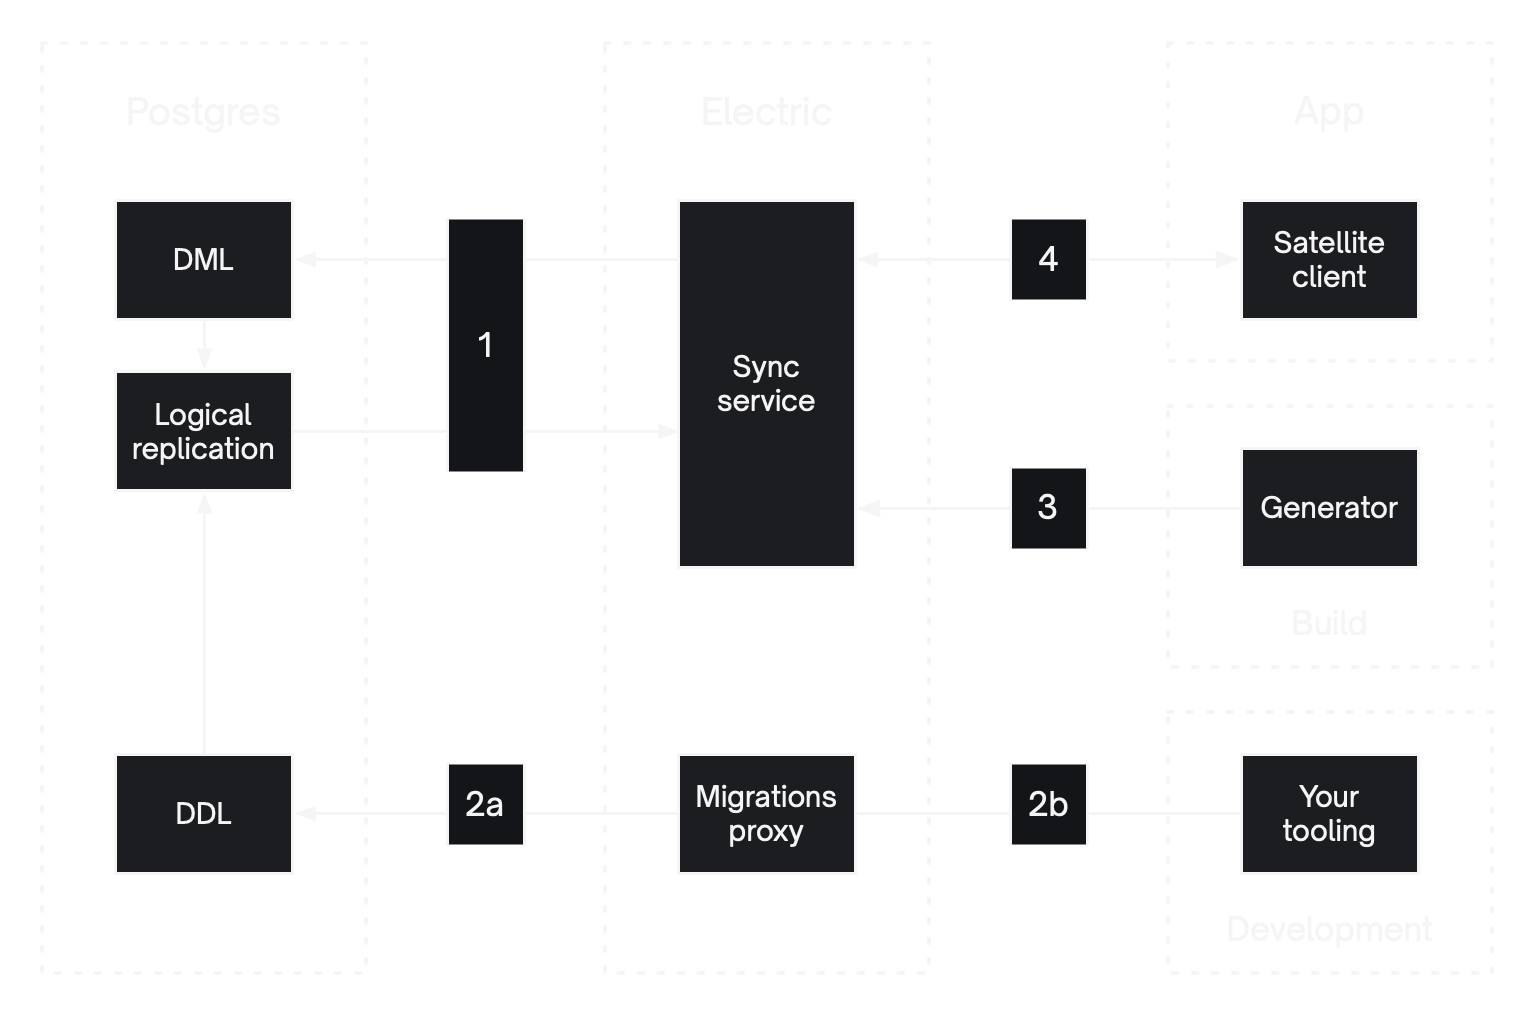 Postgres
Electric
App
DML
1
4
Satellite
client
Sync
service
Logical
replication
3
Generator
Build
DDL
2a
Migrations
proxy
2b
Your
tooling
Development